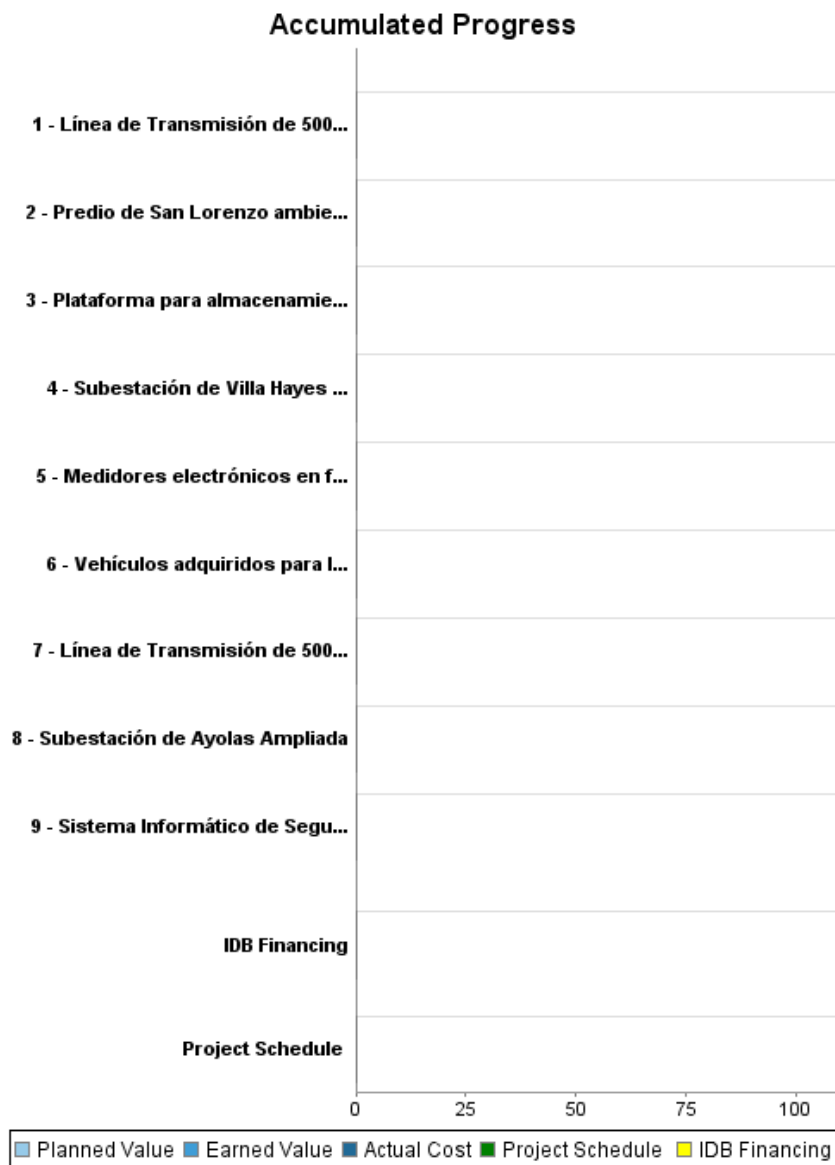 Accumulated Progress
1 - Línea de Transmisión de 500...
2 - Predio de San Lorenzo ambie...
3 - Plataforma para almacenamie...
4 - Subestación de Villa Hayes ...
5 - Medidores electrónicos en f...
6 - Vehículos adquiridos para l...
7 - Línea de Transmisión de 500...
8 - Subestación de Ayolas Ampliada
9 - Sistema Informático de Segu...
IDB Financing
Project Schedule
0 25 50 75 100
Planned Value Earned Value Actual Cost Project Schedule IDB Financing